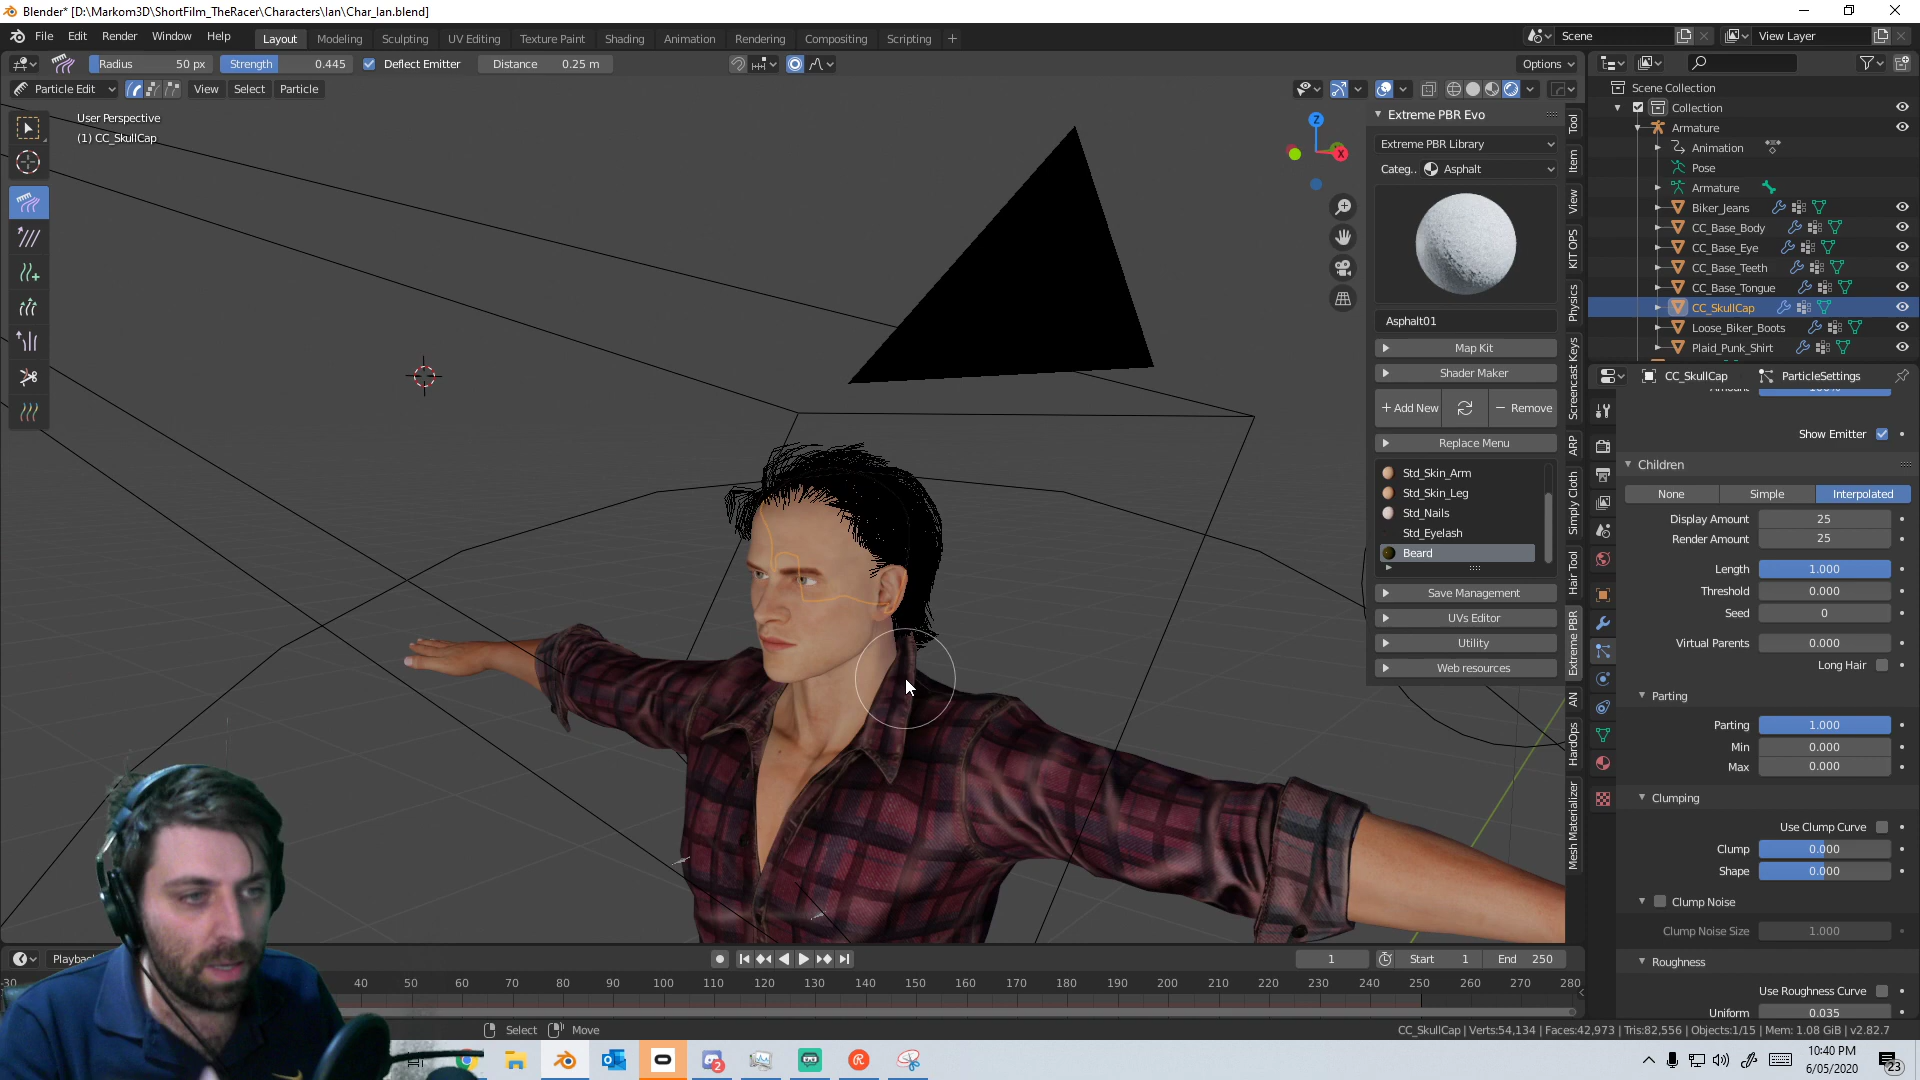 Blender* [D:\Markom3D\ShortFilm_TheRacer\Characters\Ian\Char_Ian.blend]
File Edit Render Window Help
Layout Modeling Sculpting UV Editing Texture Paint Shading Animation Rendering Compositing Scripting +
Scene
View Layer
Radius 50 px
Strength 0.445
Deflect Emitter
Distance 0.25 m
Options
Particle Edit
View Select Particle
User Perspective
(1) CC_SkullCap
Z
X
Extreme PBR Evo
Extreme PBR Library
Categ.. Asphalt
Asphalt01
Map Kit
Shader Maker
Add New
Remove
Replace Menu
Std_Skin_Arm
Std_Skin_Leg
Std_Nails
Std_Eyelash
Beard
Save Management
UVs Editor
Utility
Web resources
Tool
Item
View
KIT OPS
Physics
Screencast Keys
ARP
Simply Cloth
Hair Tool
Extreme PBR
AN
HardOps
Mesh Materializer
Scene Collection
Collection
Armature
Animation
Pose
Armature
Biker_Jeans
CC_Base_Body
CC_Base_Eye
CC_Base_Teeth
CC_Base_Tongue
CC_SkullCap
Loose_Biker_Boots
Plaid_Punk_Shirt
CC_SkullCap
ParticleSettings
Amount 100%
Show Emitter
Children
None Simple Interpolated
Display Amount 25
Render Amount 25
Length 1.000
Threshold 0.000
Seed 0
Virtual Parents 0.000
Long Hair
Parting
Parting 1.000
Min 0.000
Max 0.000
Clumping
Use Clump Curve
Clump 0.000
Shape 0.000
Clump Noise
Clump Noise Size 1.000
Roughness
Use Roughness Curve
Uniform 0.035
Playback
1
Start 1
End 250
-30 40 50 60 70 80 90 100 110 120 130 140 150 160 170 180 190 200 210 220 230 240 250 260 270 280
Select
Move
CC_SkullCap | Verts:54,134 | Faces:42,973 | Tris:82,556 | Objects:1/15 | Mem: 1.08 GiB | v2.82.7
2
10:40 PM
6/05/2020
23